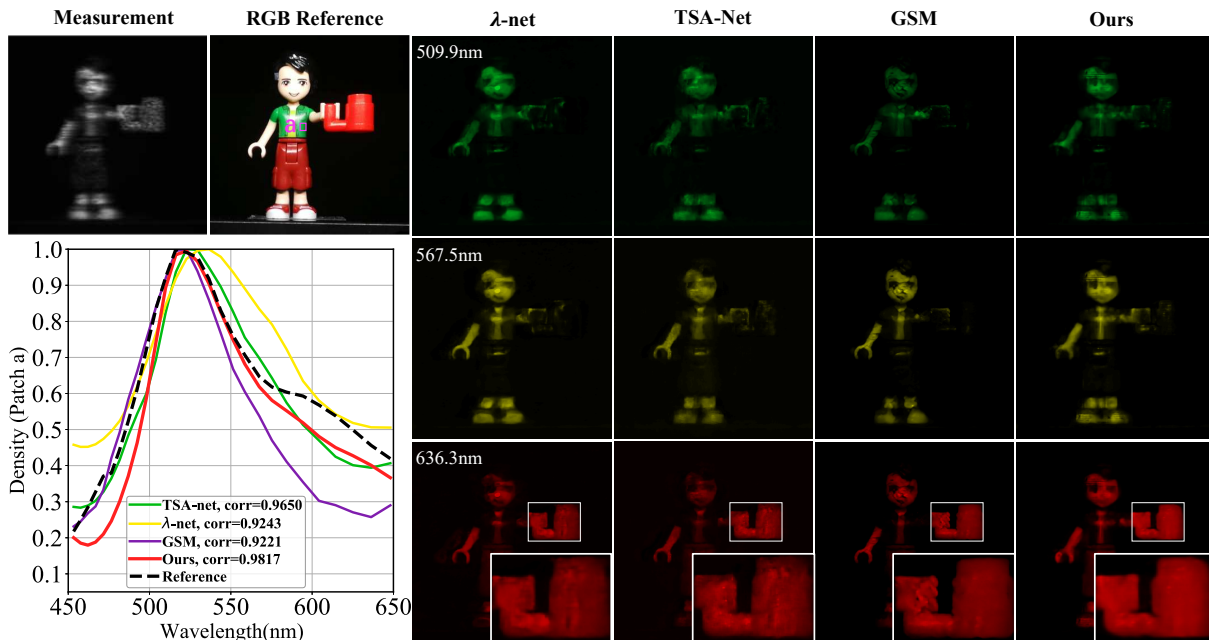 Measurement
RGB Reference
λ-net
TSA-Net
GSM
Ours
509.9nm
a
567.5nm
636.3nm
Density (Patch a)
1.0
0.9
0.8
0.7
0.6
0.5
0.4
0.3
0.2
0.1
TSA-net, corr=0.9650
λ-net, corr=0.9243
GSM, corr=0.9221
Ours, corr=0.9817
Reference
450 500 550 600 650
Wavelength(nm)